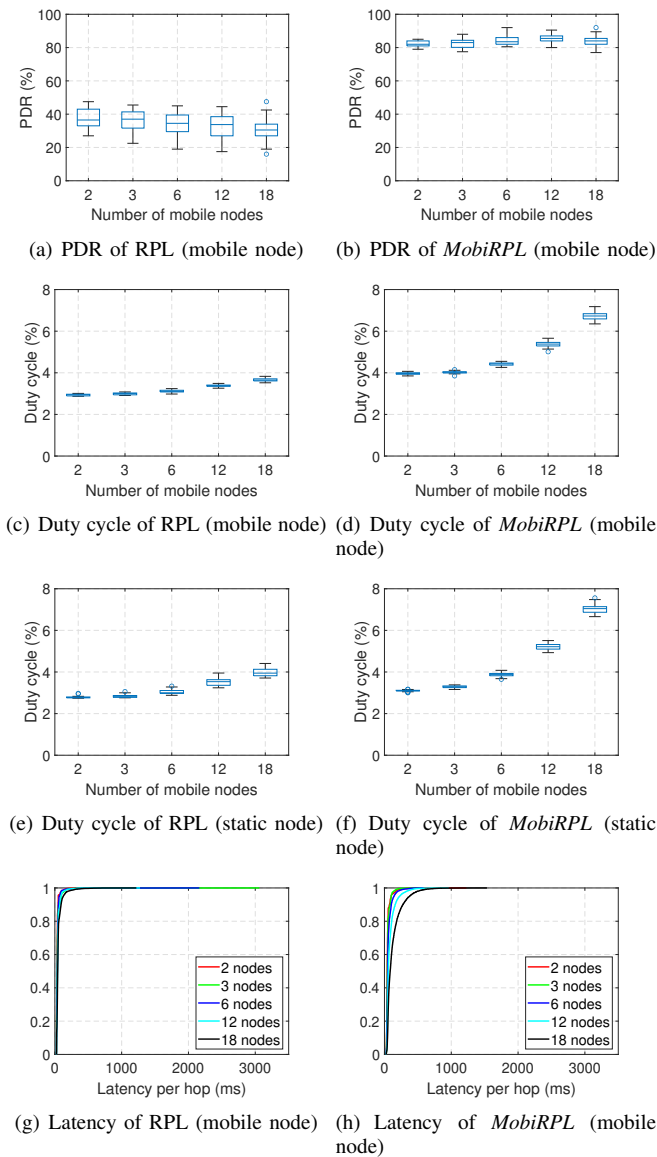 100
80
60
40
20
0
PDR (%)
2 3 6 12 18
Number of mobile nodes
(a) PDR of RPL (mobile node)
100
80
60
40
20
0
PDR (%)
2 3 6 12 18
Number of mobile nodes
(b) PDR of MobiRPL (mobile node)
8
6
4
2
0
Duty cycle (%)
2 3 6 12 18
Number of mobile nodes
(c) Duty cycle of RPL (mobile node)
8
6
4
2
0
Duty cycle (%)
2 3 6 12 18
Number of mobile nodes
(d) Duty cycle of MobiRPL (mobile
node)
8
6
4
2
0
Duty cycle (%)
2 3 6 12 18
Number of mobile nodes
(e) Duty cycle of RPL (static node)
8
6
4
2
0
Duty cycle (%)
2 3 6 12 18
Number of mobile nodes
(f) Duty cycle of MobiRPL (static
node)
1
0.8
0.6
0.4
0.2
0
2 nodes
3 nodes
6 nodes
12 nodes
18 nodes
0 1000 2000 3000
Latency per hop (ms)
(g) Latency of RPL (mobile node)
1
0.8
0.6
0.4
0.2
0
2 nodes
3 nodes
6 nodes
12 nodes
18 nodes
0 1000 2000 3000
Latency per hop (ms)
(h) Latency of MobiRPL (mobile
node)